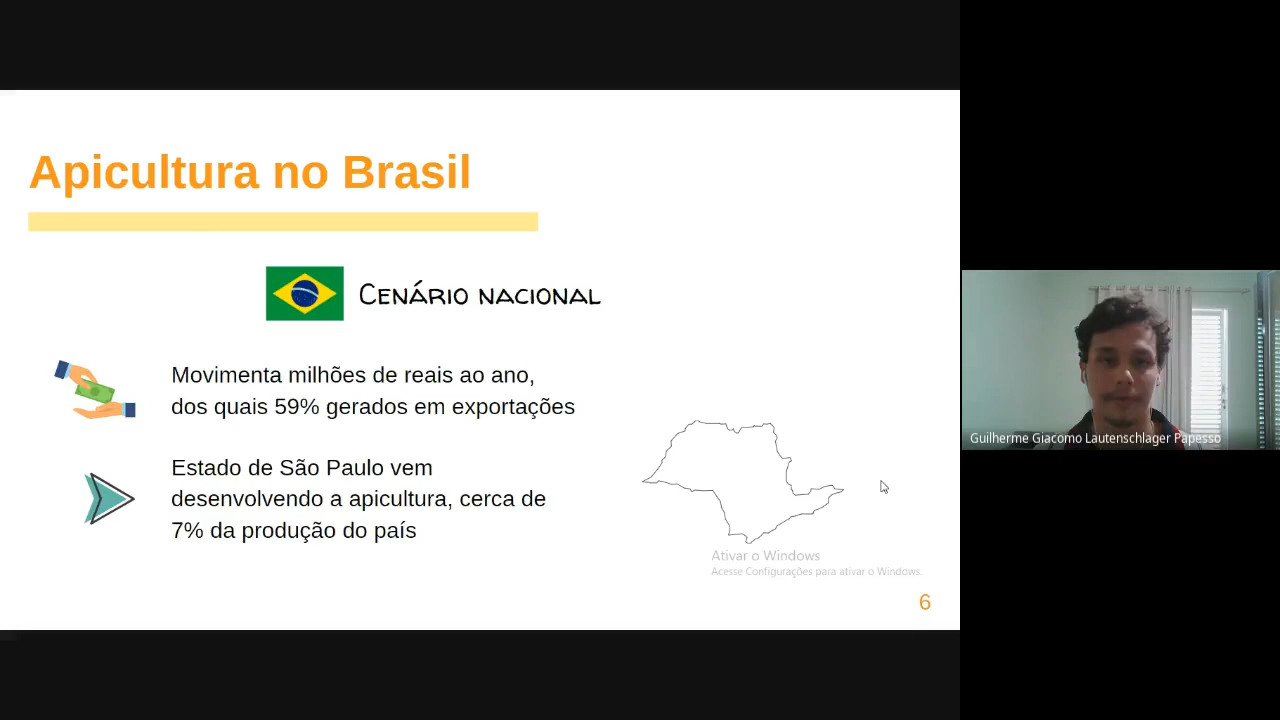 Apicultura no Brasil
Cenário nacional
Movimenta milhões de reais ao ano,
dos quais 59% gerados em exportações
Estado de São Paulo vem
desenvolvendo a apicultura, cerca de
7% da produção do país
Ativar o Windows
Acesse Configurações para ativar o Windows.
6
Guilherme Giacomo Lautenschlager Papesso